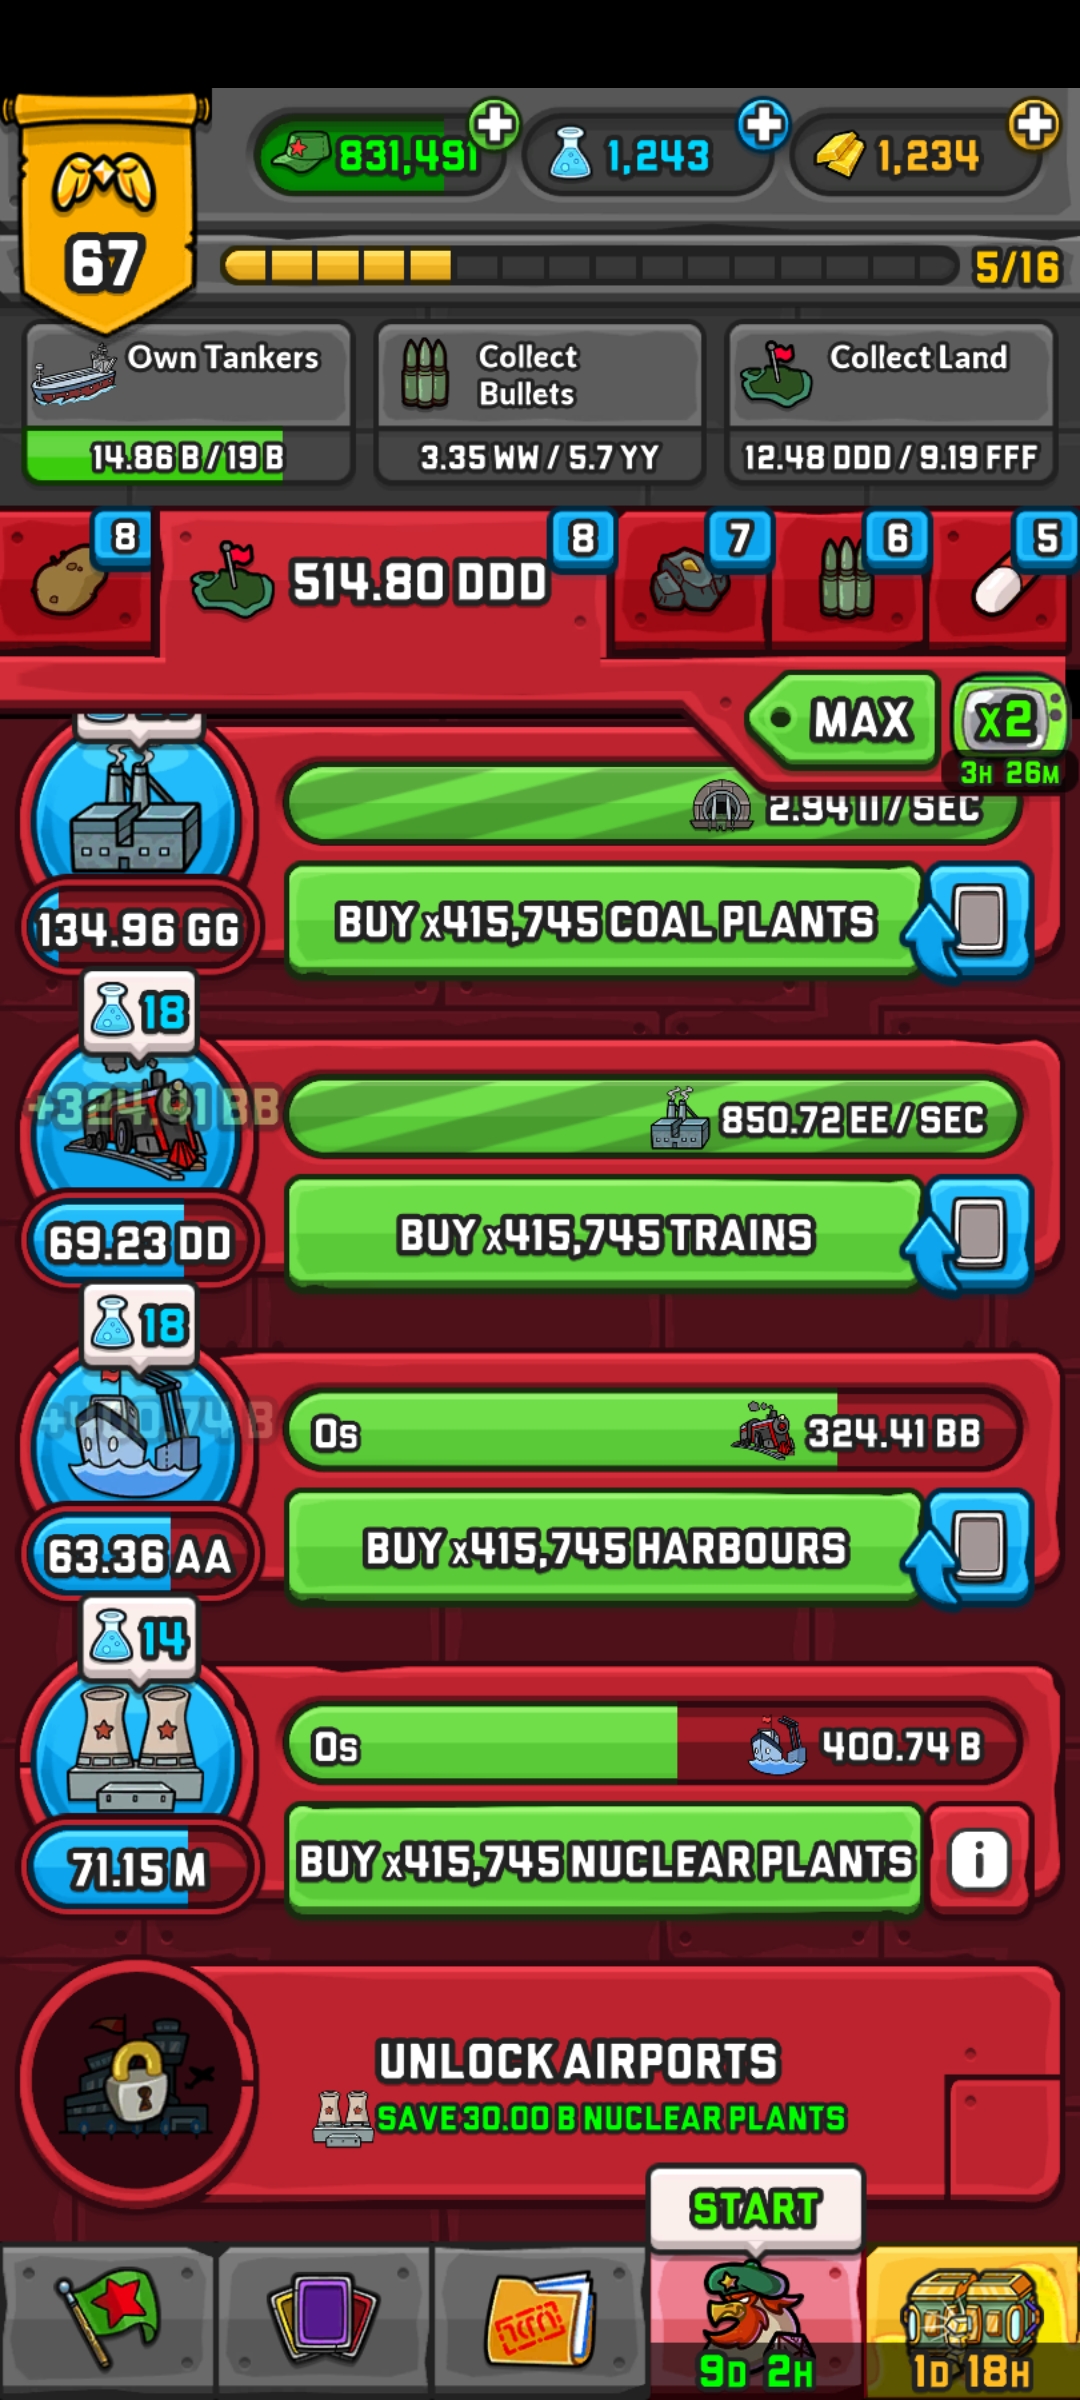 831,491
1,243
1,234
67
5/16
Own Tankers
14.86 B / 19 B
Collect
Bullets
3.35 WW / 5.7 YY
Collect Land
12.48 DDD / 9.19 FFF
8
514.80 DDD
8
7
6
5
MAX
x2
3H 26M
2.94 II / SEC
134.96 GG
BUY x415,745 COAL PLANTS
18
+324.41 BB
850.72 EE / SEC
69.23 DD
BUY x415,745 TRAINS
18
+400.74 B
0s
324.41 BB
63.36 AA
BUY x415,745 HARBOURS
14
0s
400.74 B
71.15 M
BUY x415,745 NUCLEAR PLANTS
i
UNLOCK AIRPORTS
SAVE 30.00 B NUCLEAR PLANTS
START
9D 2H
1D 18H